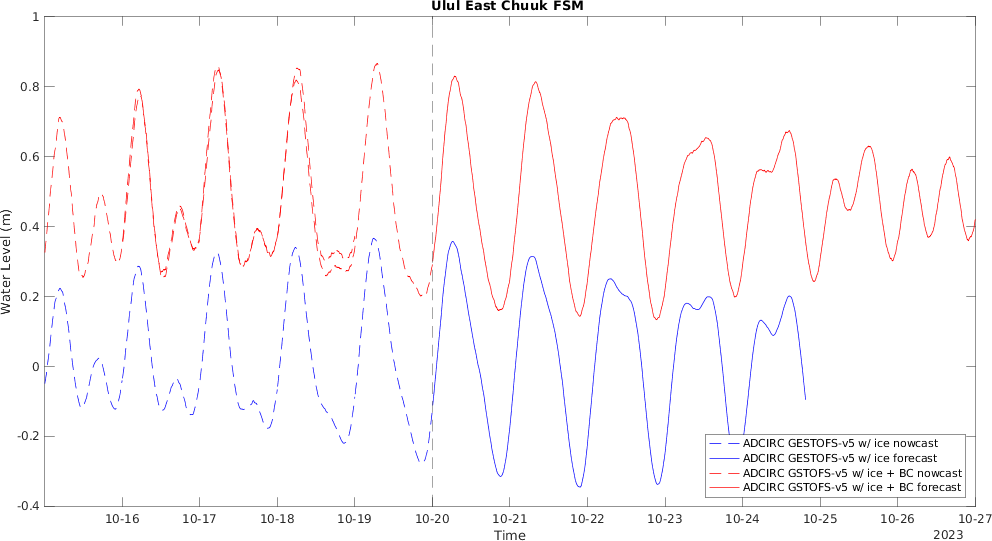 Ulul East Chuuk FSM
1
0.8
0.6
0.4
0.2
0
-0.2
-0.4
Water Level (m)
ADCIRC GESTOFS-v5 w/ ice nowcast
ADCIRC GESTOFS-v5 w/ ice forecast
ADCIRC GSTOFS-v5 w/ ice + BC nowcast
ADCIRC GSTOFS-v5 w/ ice + BC forecast
10-16 10-17 10-18 10-19 10-20 10-21 10-22 10-23 10-24 10-25 10-26 10-27
Time
2023